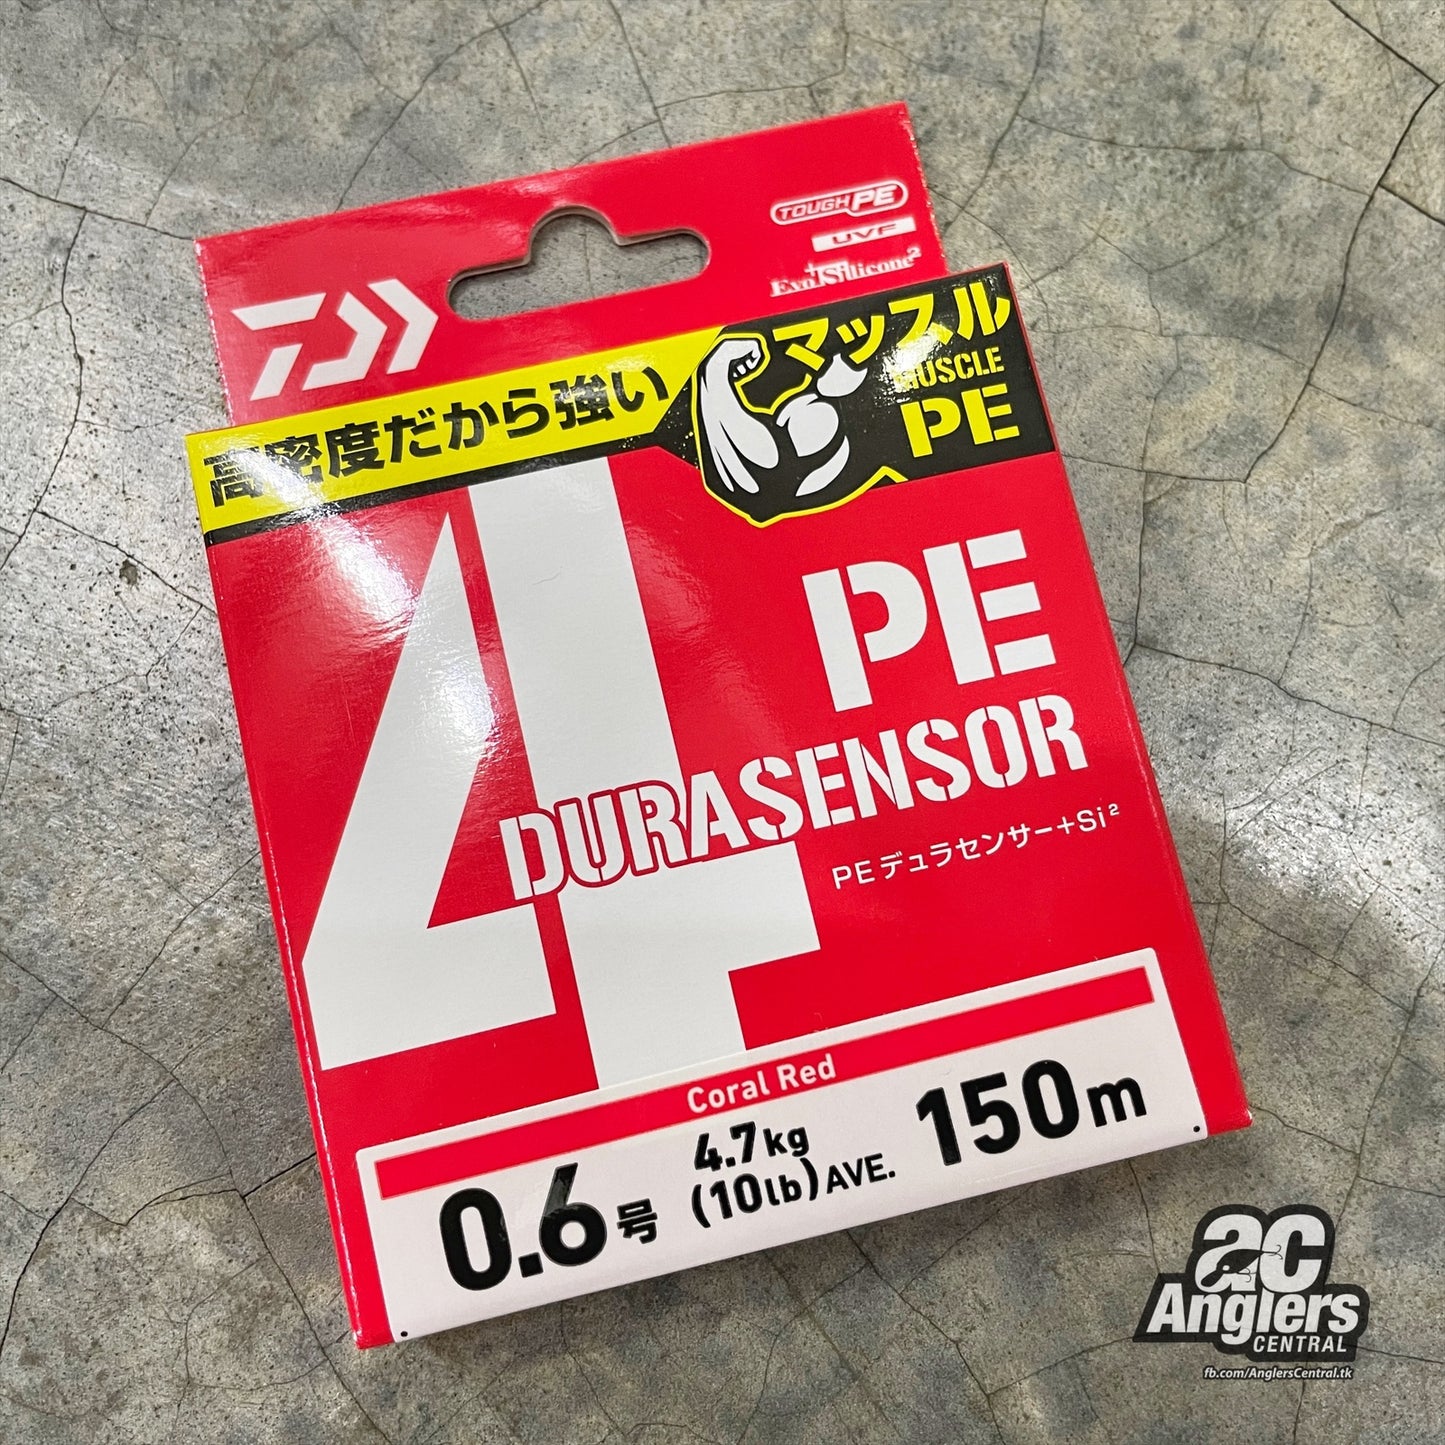 TOUGH PE
UVF
Evo+Silicone²
高密度だから強い
マッスル
MUSCLE
PE
4
PE
DURASENSOR
PEデュラセンサー+Si²
Coral Red
0.6号
4.7kg
(10lb)AVE.
150m
ac
Anglers
CENTRAL
fb.com/AnglersCentral.tk